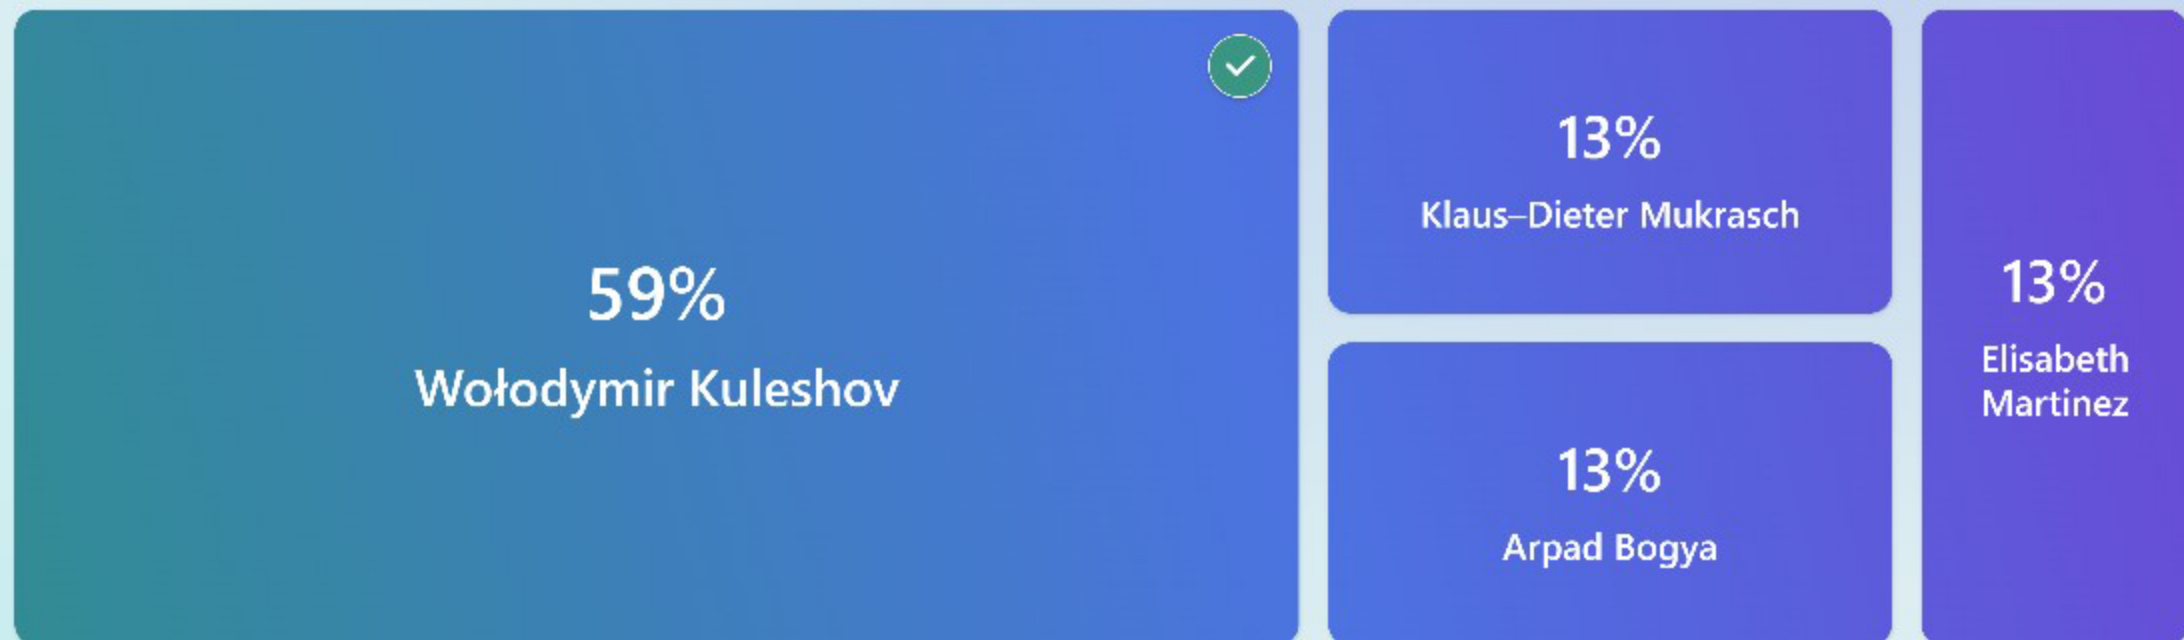 59%
Wołodymir Kuleshov
13%
Klaus–Dieter Mukrasch
13%
Arpad Bogya
13%
Elisabeth
Martinez